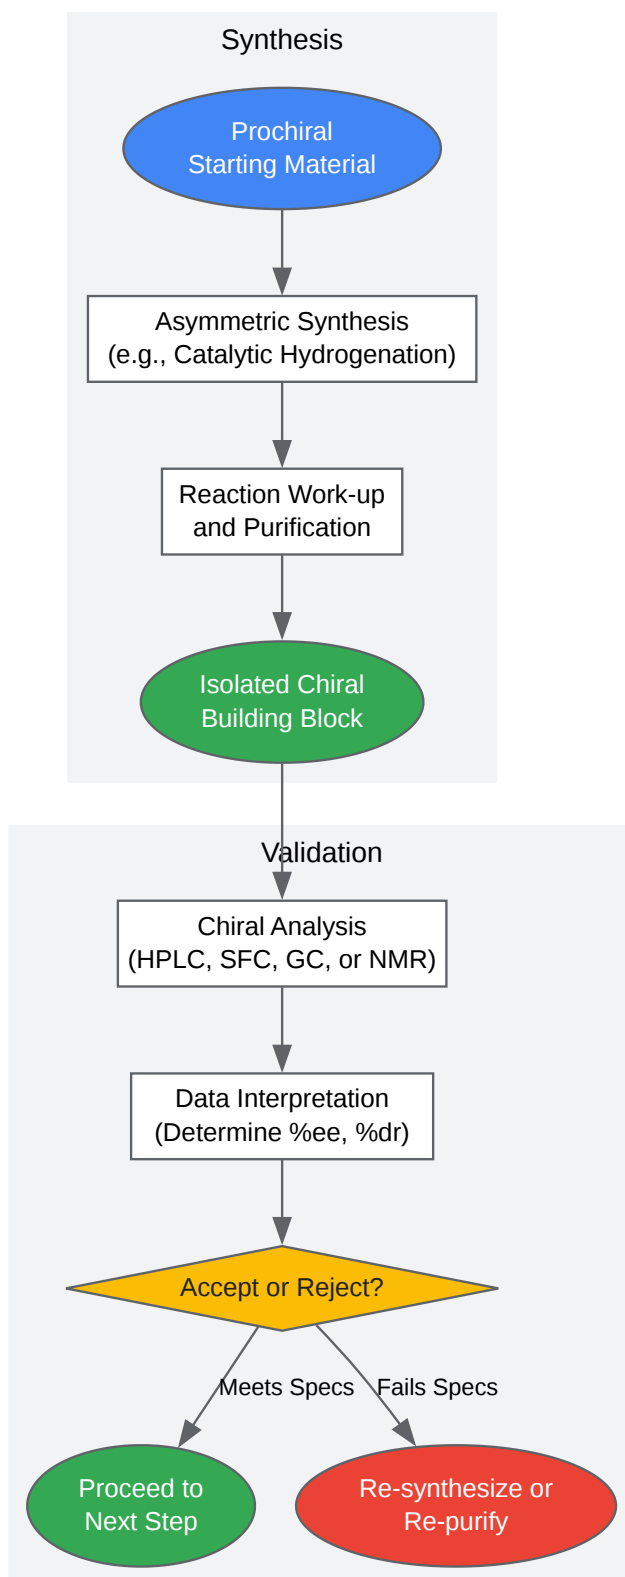 Synthesis
Prochiral
Starting Material
Asymmetric Synthesis
(e.g., Catalytic Hydrogenation)
Reaction Work-up
and Purification
Isolated Chiral
Building Block
Validation
Chiral Analysis
(HPLC, SFC, GC, or NMR)
Data Interpretation
(Determine %ee, %dr)
Accept or Reject?
Meets Specs
Fails Specs
Proceed to
Next Step
Re-synthesize or
Re-purify